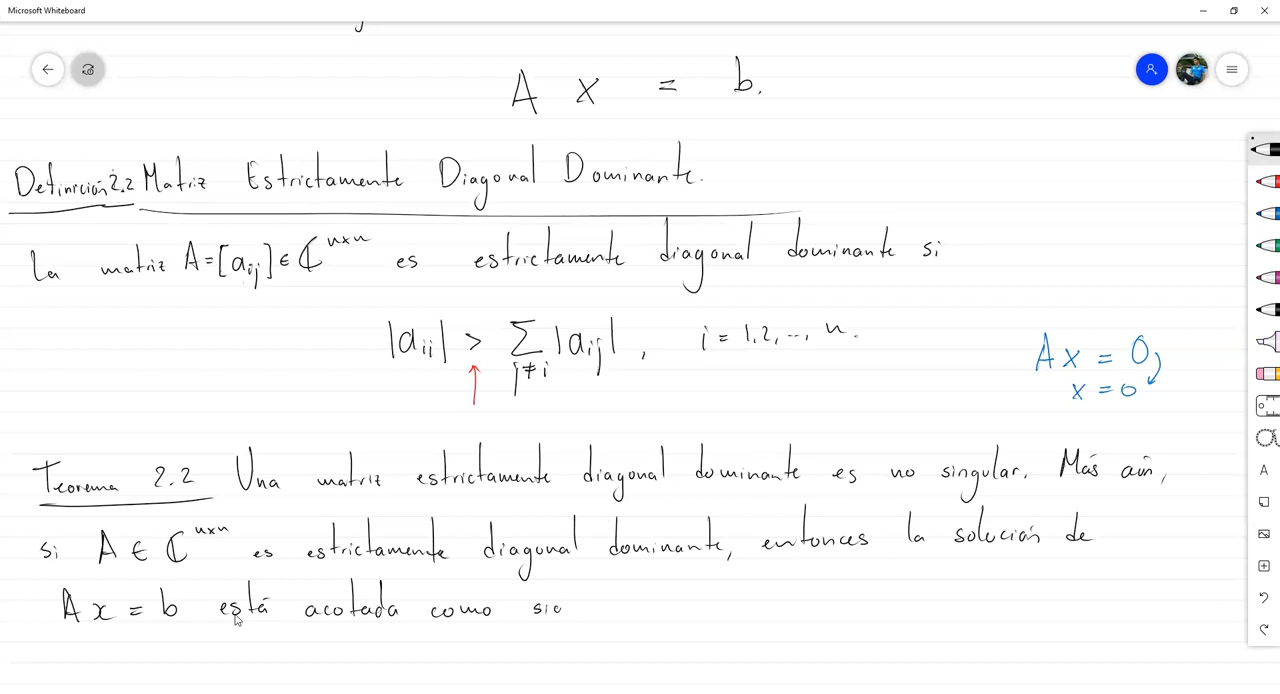 Microsoft Whiteboard
A x = b.
Definición 2.2 Matriz Estrictamente Diagonal Dominante.
La matriz A = [aij] ∈ ℂ^{n×n} es estrictamente diagonal dominante si
|aii| > ∑_{j≠i} |aij|, i = 1,2,..., n.
Ax = 0
x = 0
Teorema 2.2 Una matriz estrictamente diagonal dominante es no singular. Más aún,
si A ∈ ℂ^{n×n} es estrictamente diagonal dominante, entonces la solución de
Ax = b está acotada como sic
A